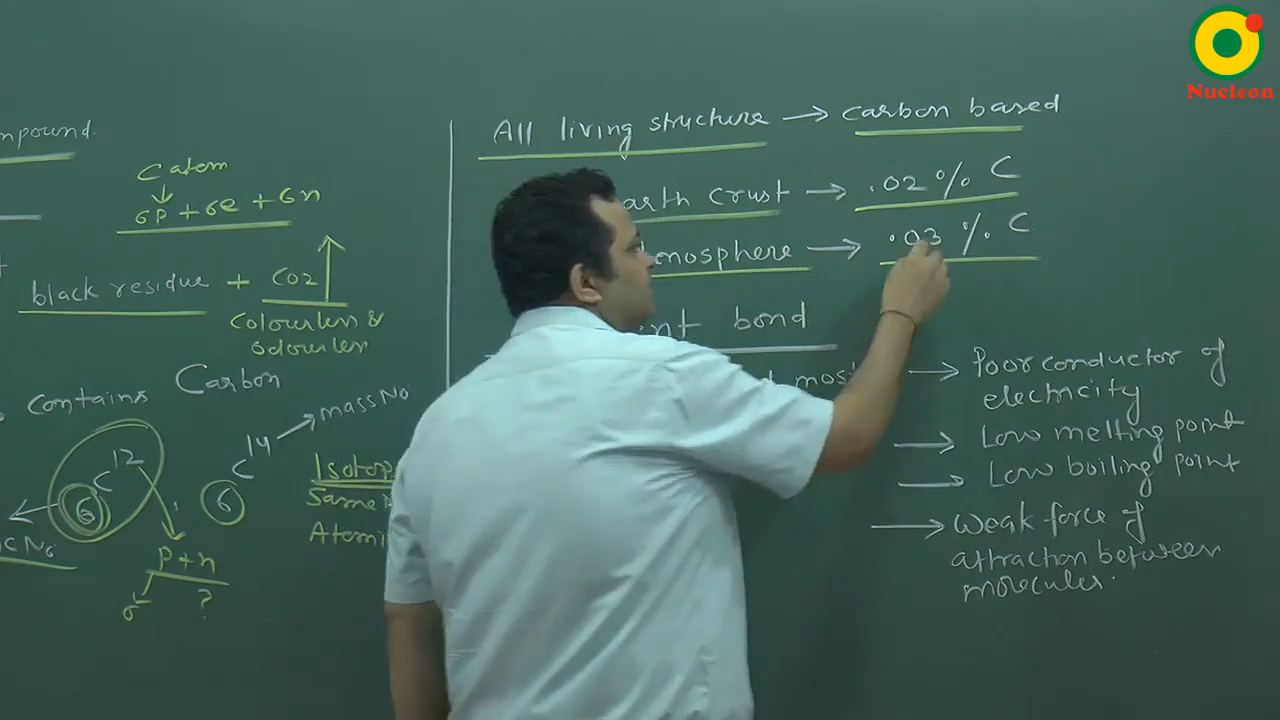 Nucleon
mpound.
C atom
6P + 6e + 6n
black residue + CO2
Colourless &
odourless
contains Carbon
C 12
6
C 14 → mass No
6
P + n
6 ?
Same
Atomi
All living structure → carbon based
arth crust → .02 % C
mosphere → .03 % C
nt bond
most → Poor conductor of
electricity
→ Low melting point
→ Low boiling point
→ Weak force of
attraction between
molecules.